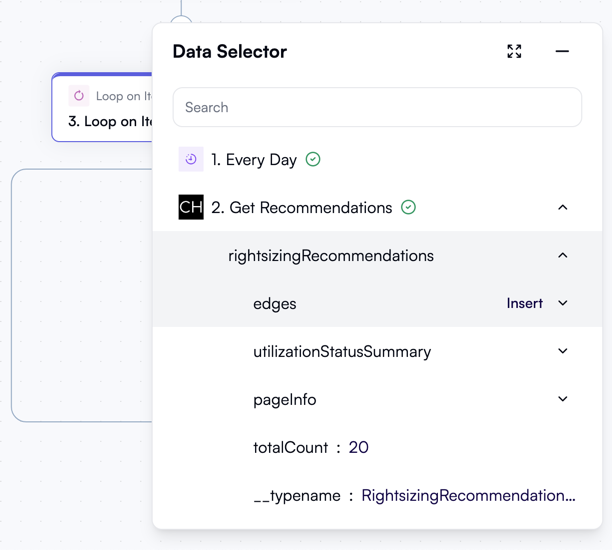 Data Selector
Loop on It
3. Loop on Ite
Search
1. Every Day
CH 2. Get Recommendations
rightsizingRecommendations
edges Insert
utilizationStatusSummary
pageInfo
totalCount : 20
__typename : RightsizingRecommendation...